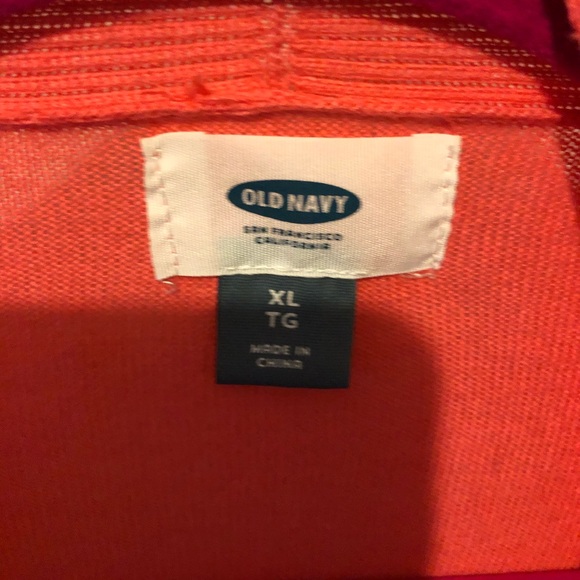 OLD NAVY
SAN FRANCISCO
CALIFORNIA
XL
TG
MADE IN
CHINA